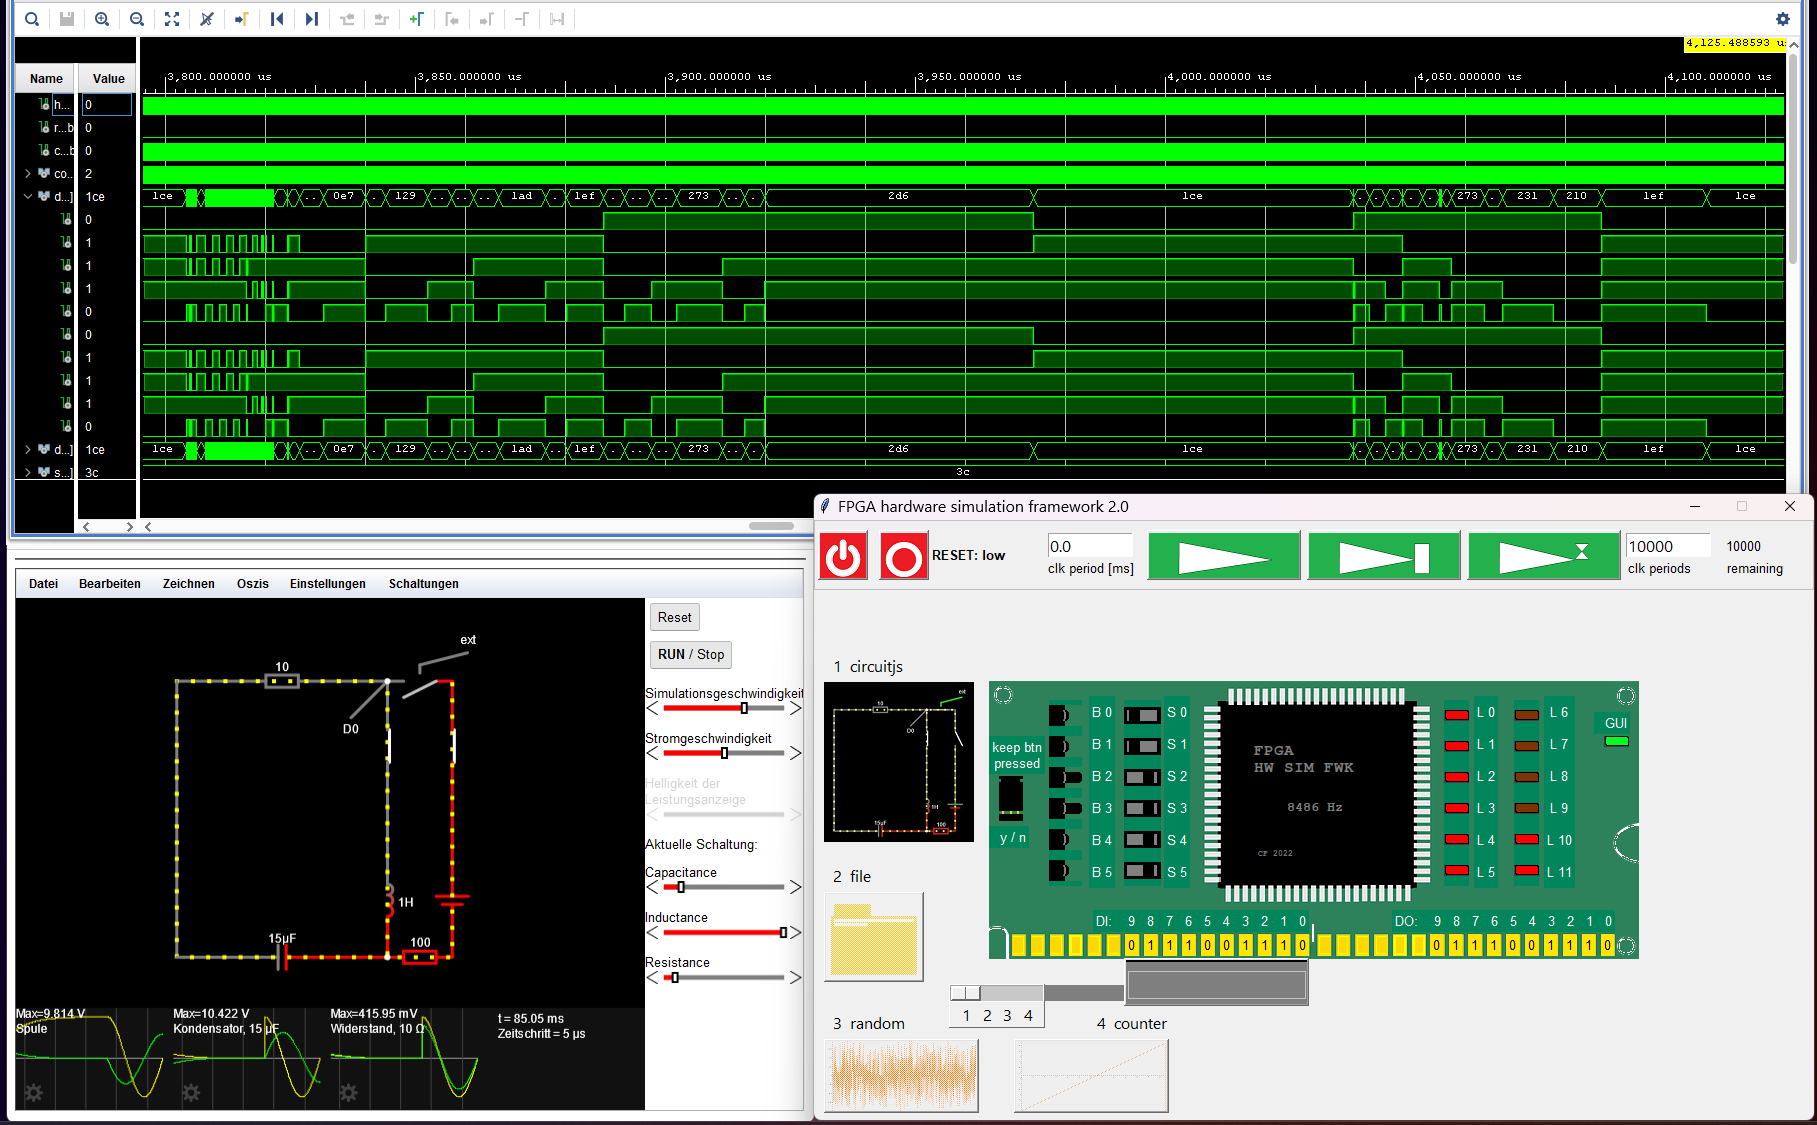 4,125.488593 u
3,800.000000 us 3,850.000000 us 3,900.000000 us 3,950.000000 us 4,000.000000 us 4,050.000000 us 4,100.000000 us
Name Value
h... 0
r...b 0
c...b 0
co.. 2
d...] 1ce 1ce 0e7 129 1ad 1ef 273 2d6 1ce 273 231 210 1ef 1ce
0
1
1
1
0
0
1
1
1
0
d...] 1ce 1ce 0e7 129 1ad 1ef 273 2d6 1ce 273 231 210 1ef 1ce
s...] 3c 3c
FPGA hardware simulation framework 2.0
RESET: low
0.0
clk period [ms]
10000
clk periods
10000
remaining
Datei Bearbeiten Zeichnen Oszis Einstellungen Schaltungen
Reset
RUN / Stop
Simulationsgeschwindigkeit
Stromgeschwindigkeit
Helligkeit der
Leistungsanzeige
Aktuelle Schaltung:
Capacitance
Inductance
Resistance
ext
10
D0
1H
15µF
100
Max=9.814 V
Spule
Max=10.422 V
Kondensator, 15 µF
Max=415.95 mV
Widerstand, 10 Ω
t = 85.05 ms
Zeitschritt = 5 µs
1 circuitjs
ext
10
D0
1H
15µF
100
2 file
3 random
4 counter
1 2 3 4
keep btn
pressed
y / n
B 0 S 0
B 1 S 1
B 2 S 2
B 3 S 3
B 4 S 4
B 5 S 5
FPGA
HW SIM FWK
8486 Hz
CF 2022
L 0 L 6
L 1 L 7
L 2 L 8
L 3 L 9
L 4 L 10
L 5 L 11
GUI
DI: 9 8 7 6 5 4 3 2 1 0 DO: 9 8 7 6 5 4 3 2 1 0
0 1 1 1 0 0 1 1 1 0 0 1 1 1 0 0 1 1 1 0